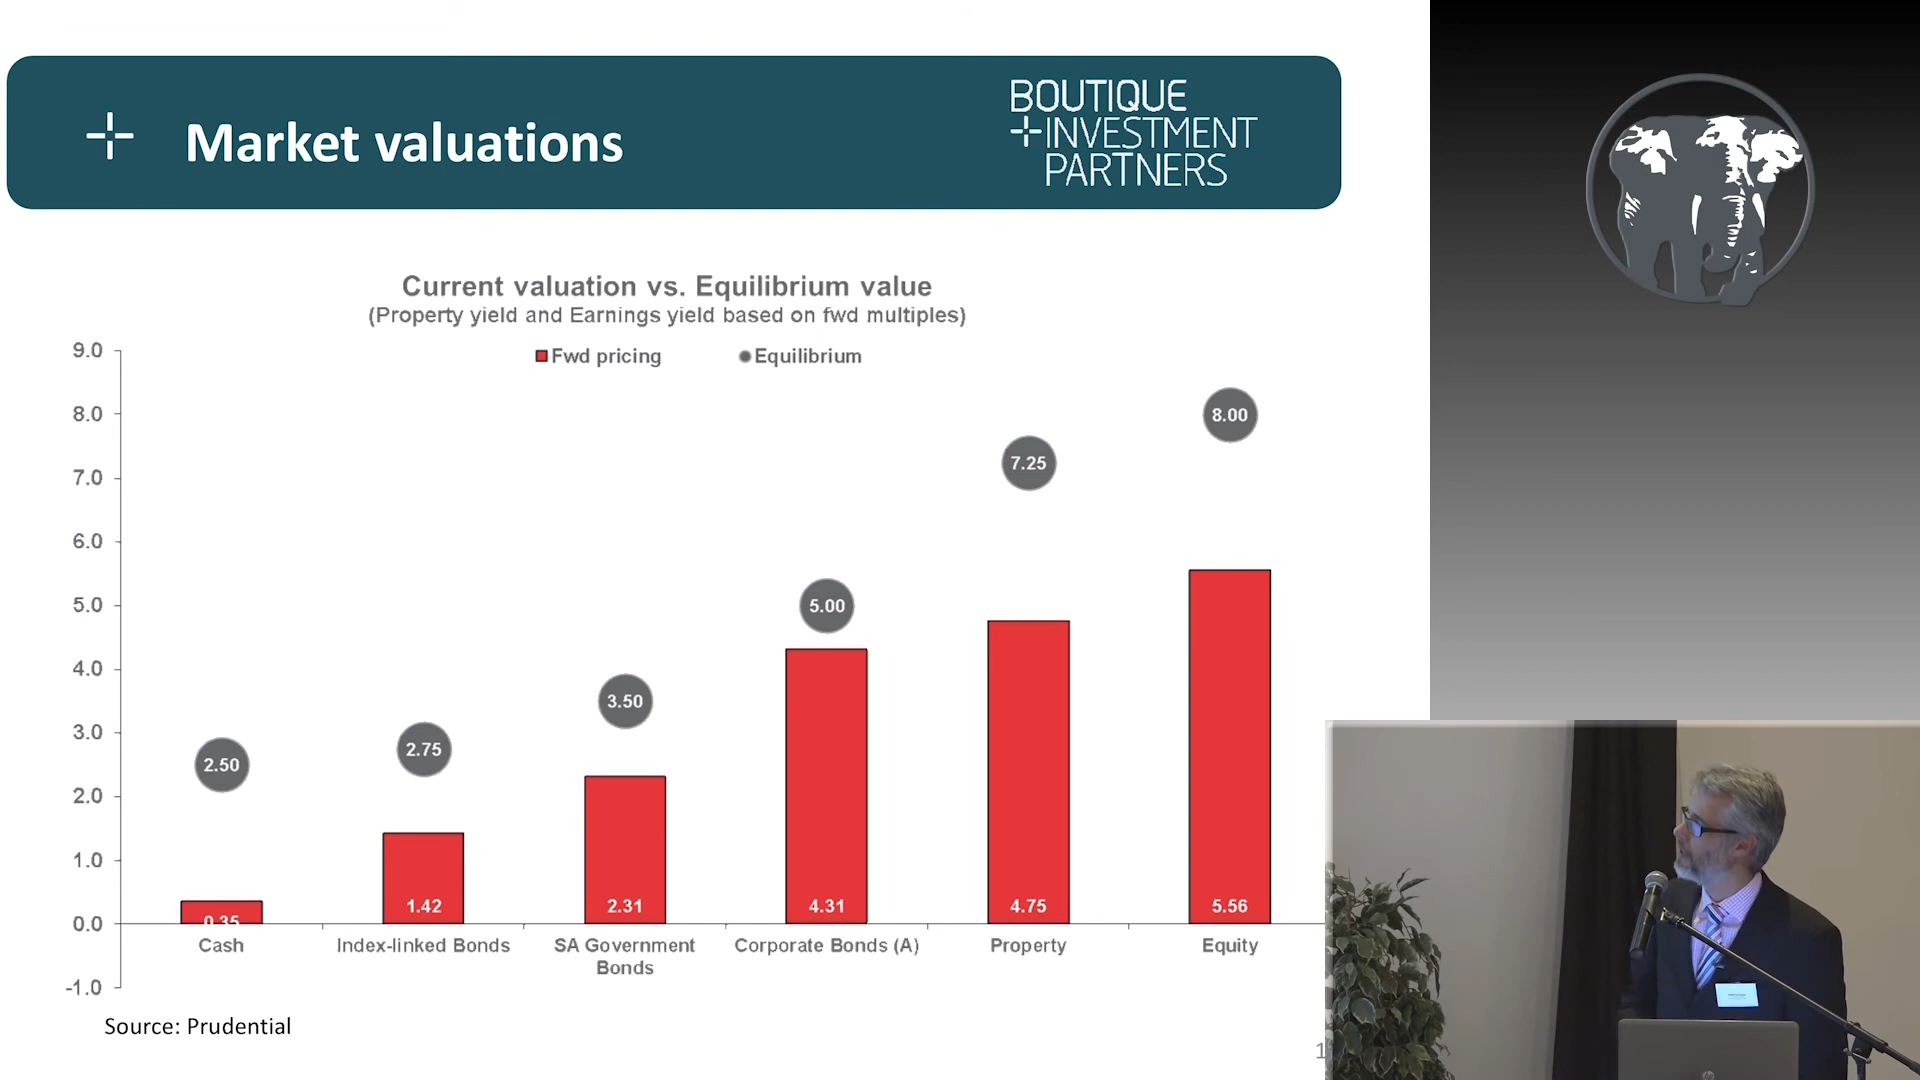 Market valuations
BOUTIQUE
INVESTMENT
PARTNERS
Current valuation vs. Equilibrium value
(Property yield and Earnings yield based on fwd multiples)
Fwd pricing
Equilibrium
9.0
8.0
7.0
6.0
5.0
4.0
3.0
2.0
1.0
0.0
-1.0
2.50
2.75
3.50
5.00
7.25
8.00
0.35
1.42
2.31
4.31
4.75
5.56
Cash
Index-linked Bonds
SA Government
Bonds
Corporate Bonds (A)
Property
Equity
Source: Prudential